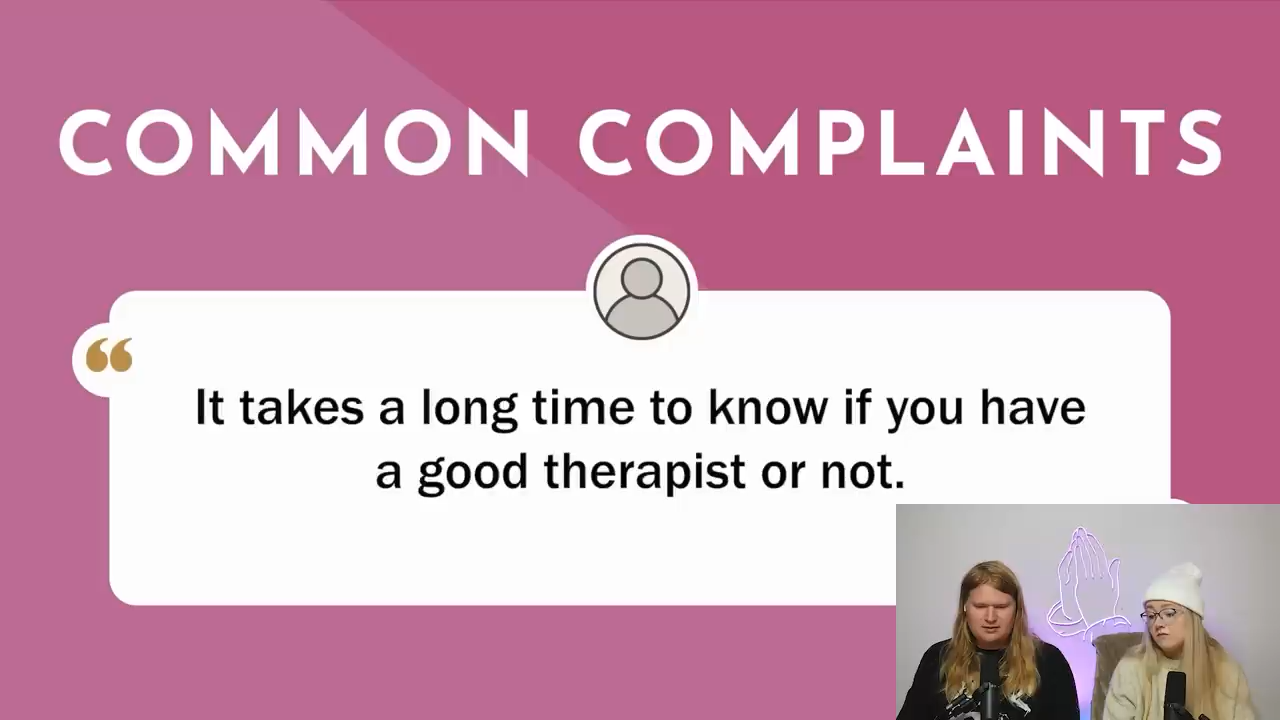 COMMON COMPLAINTS
“
It takes a long time to know if you have
a good therapist or not.